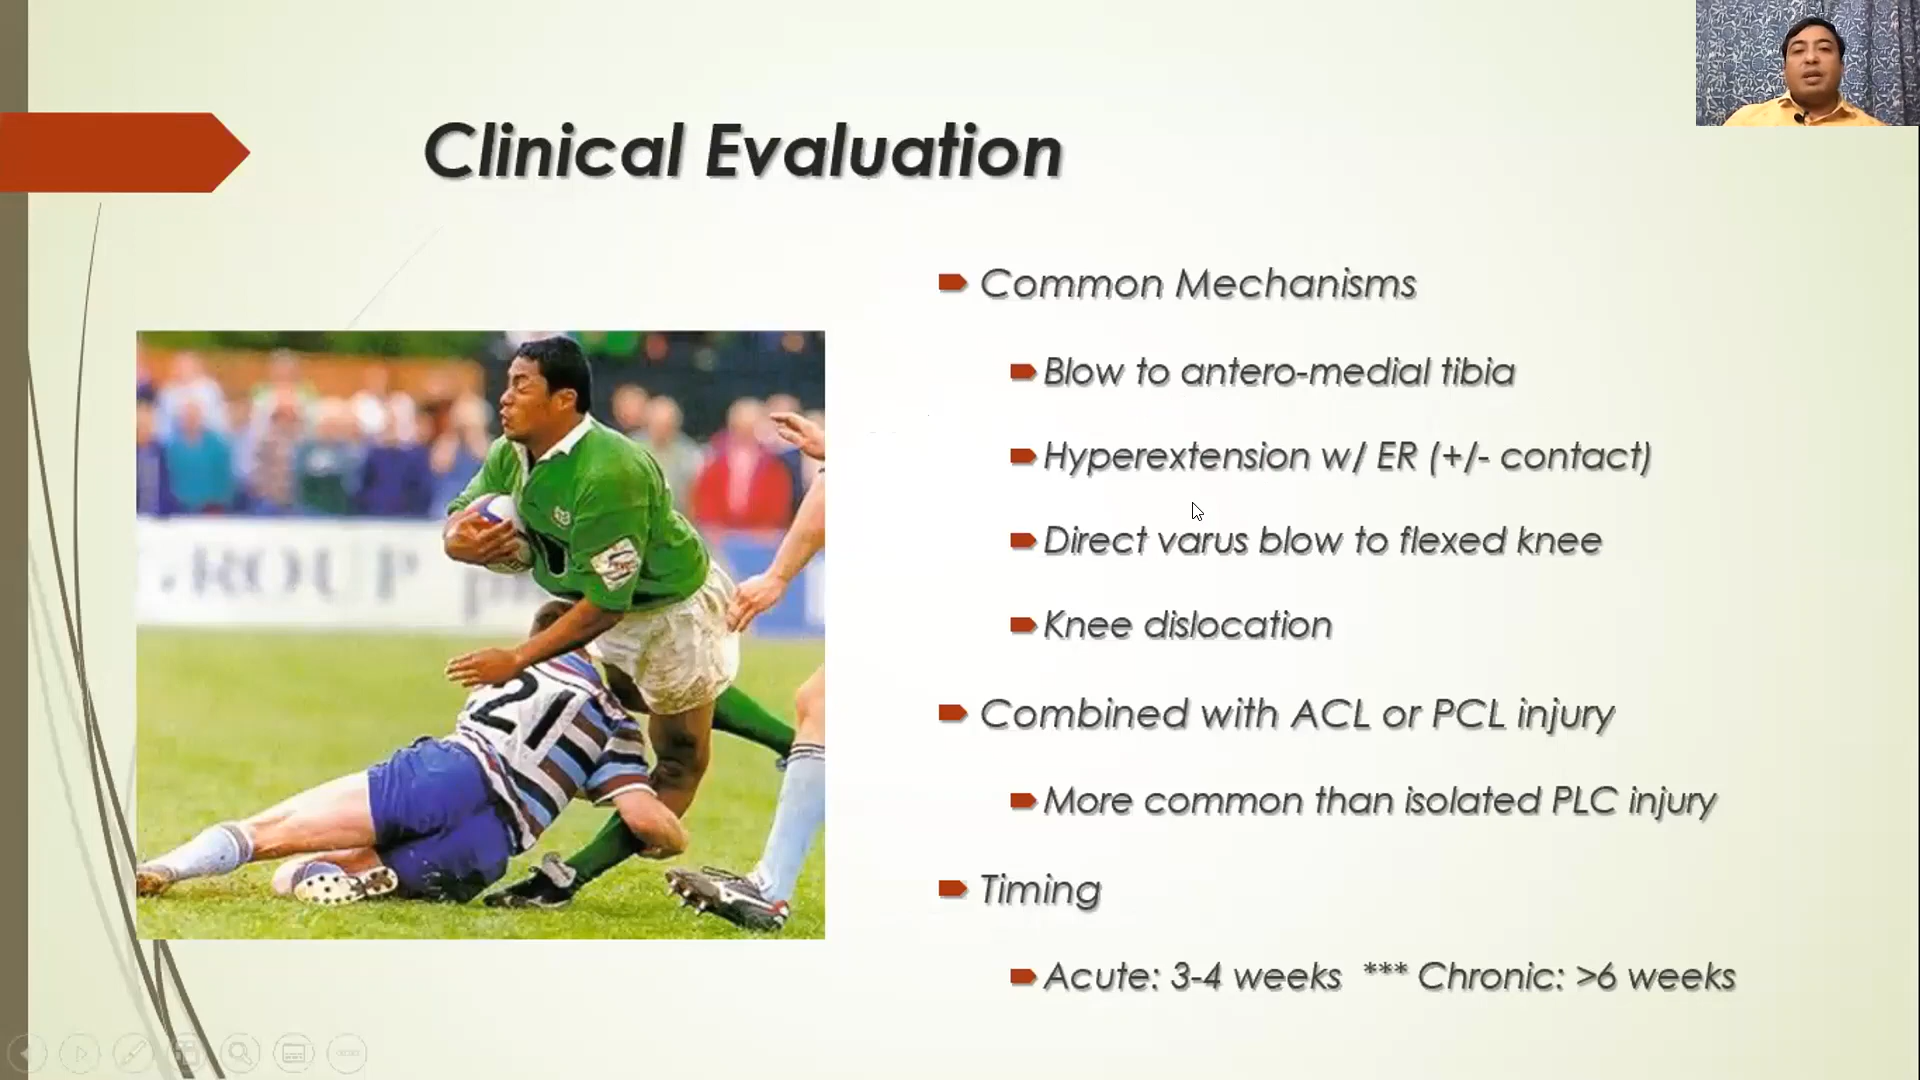 Clinical Evaluation
Common Mechanisms
Blow to antero-medial tibia
Hyperextension w/ ER (+/- contact)
Direct varus blow to flexed knee
Knee dislocation
Combined with ACL or PCL injury
More common than isolated PLC injury
Timing
Acute: 3-4 weeks *** Chronic: >6 weeks
ROUP
21